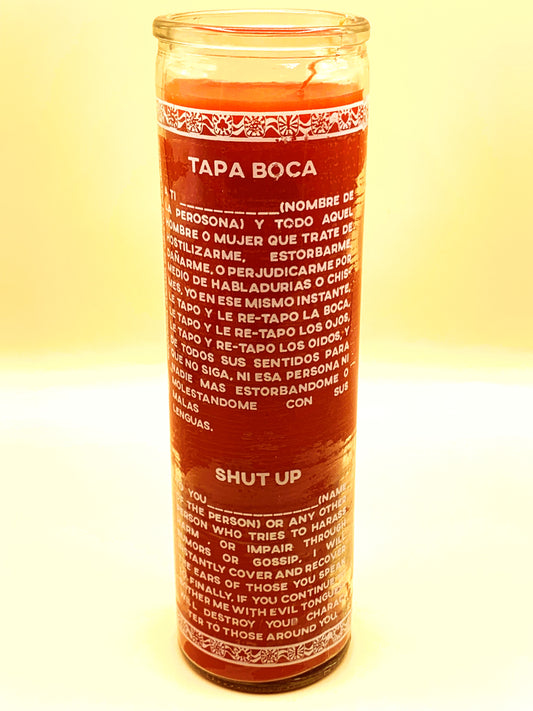 TAPA BOCA
A TI __________(NOMBRE DE
LA PEROSONA) Y TODO AQUEL
HOMBRE O MUJER QUE TRATE DE
HOSTILIZARME, ESTORBARME,
DAÑARME, O PERJUDICARME POR
MEDIO DE HABLADURIAS O CHIS-
MES, YO EN ESE MISMO INSTANTE,
LE TAPO Y LE RE-TAPO LA BOCA,
LE TAPO Y LE RE-TAPO LOS OJOS,
LE TAPO Y RE-TAPO LOS OIDOS, Y
DE TODOS SUS SENTIDOS PARA
QUE NO SIGA, NI ESA PERSONA NI
NADIE MAS ESTORBANDOME O
MOLESTANDOME CON SUS
MALAS
LENGUAS.
SHUT UP
YOU ____________(NAME
THE PERSON) OR ANY OTHER
PERSON WHO TRIES TO HARASS,
HARM , OR IMPAIR THROUGH
RUMORS OR GOSSIP. I WILL
INSTANTLY COVER AND RECOVER
THE EARS OF THOSE YOU SPEAK
FINALLY, IF YOU CONTINUE
BOTHER ME WITH EVIL TONGUE
WILL DESTROY YOUR CHARAC-
TER TO THOSE AROUND YOU.